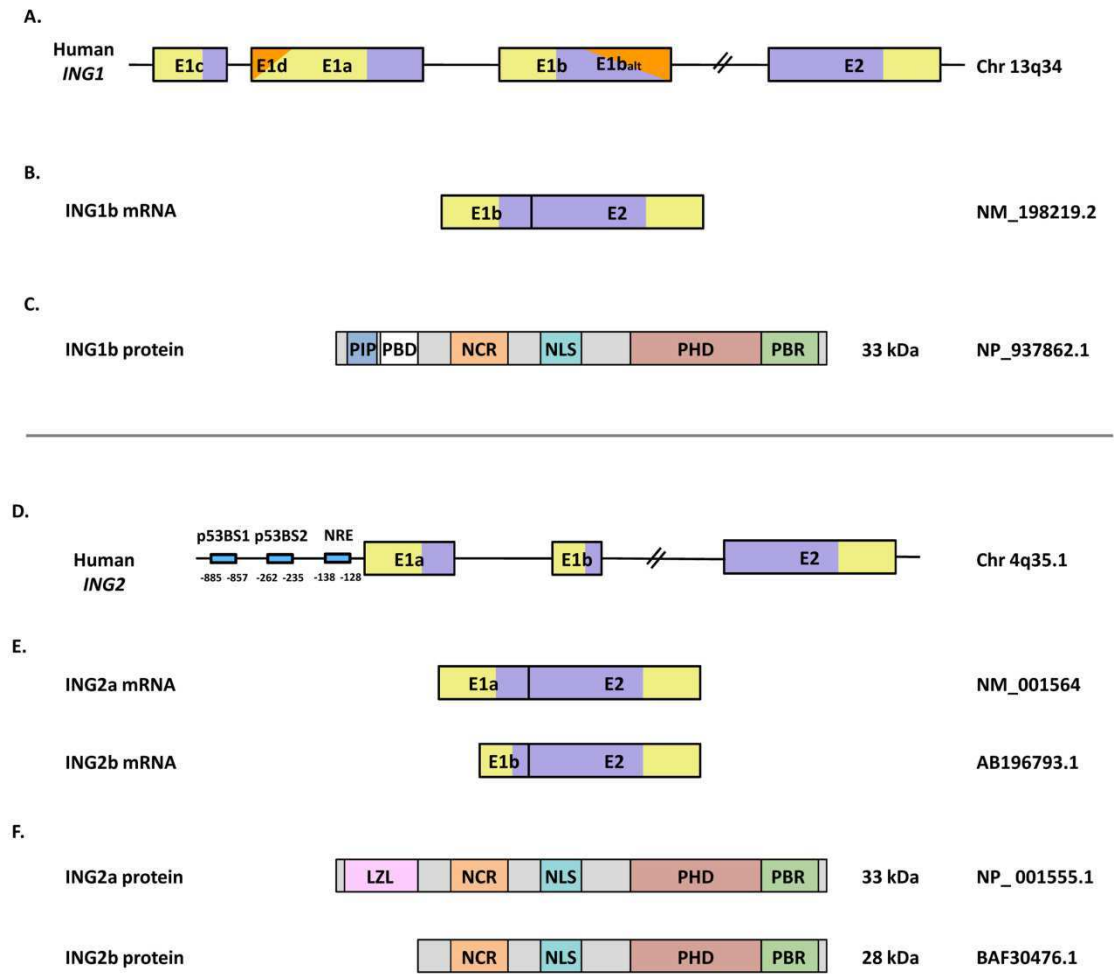 A.
Human
ING1
E1c E1d E1a E1b E1balt E2 Chr 13q34
B.
ING1b mRNA E1b E2 NM_198219.2
C.
ING1b protein PIP PBD NCR NLS PHD PBR 33 kDa NP_937862.1
D.
p53BS1 p53BS2 NRE
Human
ING2
E1a E1b E2 Chr 4q35.1
-885 -857 -262 -235 -138 -128
E.
ING2a mRNA E1a E2 NM_001564
ING2b mRNA E1b E2 AB196793.1
F.
ING2a protein LZL NCR NLS PHD PBR 33 kDa NP_ 001555.1
ING2b protein NCR NLS PHD PBR 28 kDa BAF30476.1